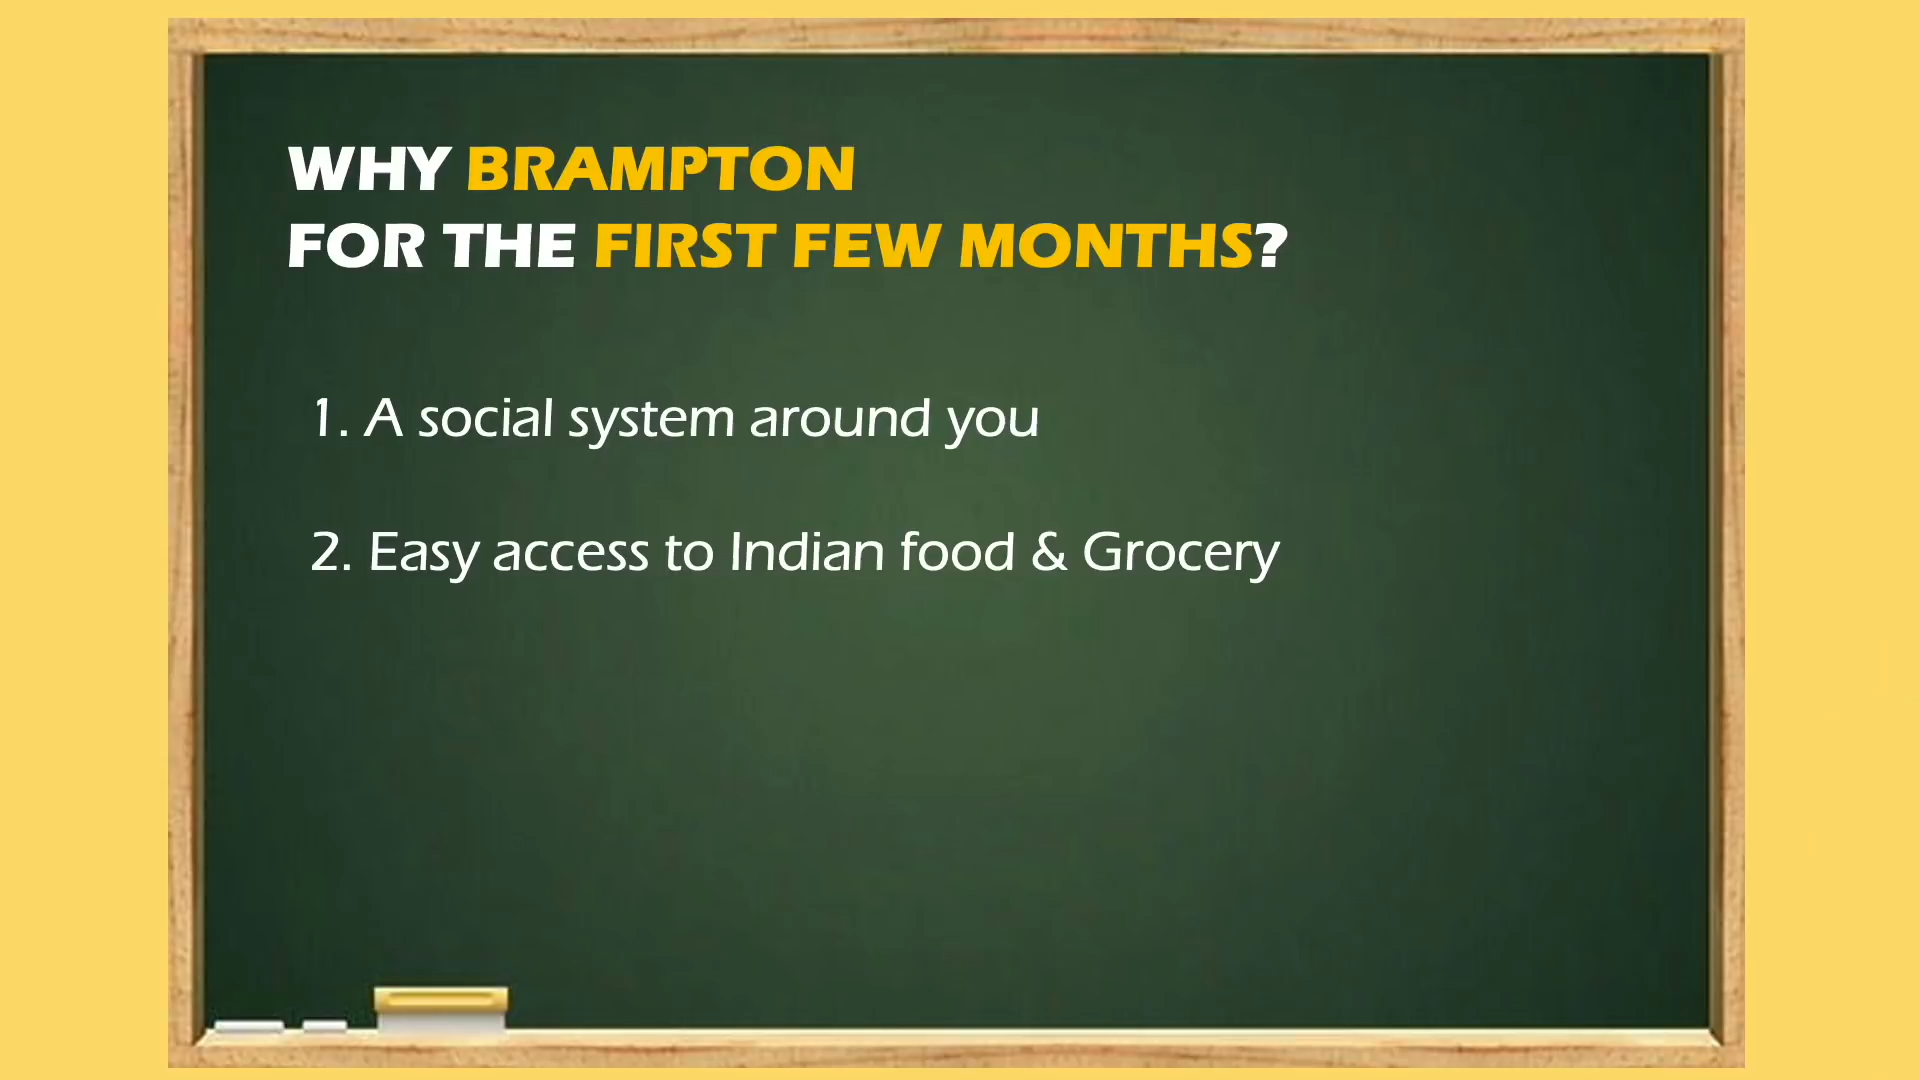 WHY BRAMPTON
FOR THE FIRST FEW MONTHS?
1. A social system around you
2. Easy access to Indian food & Grocery